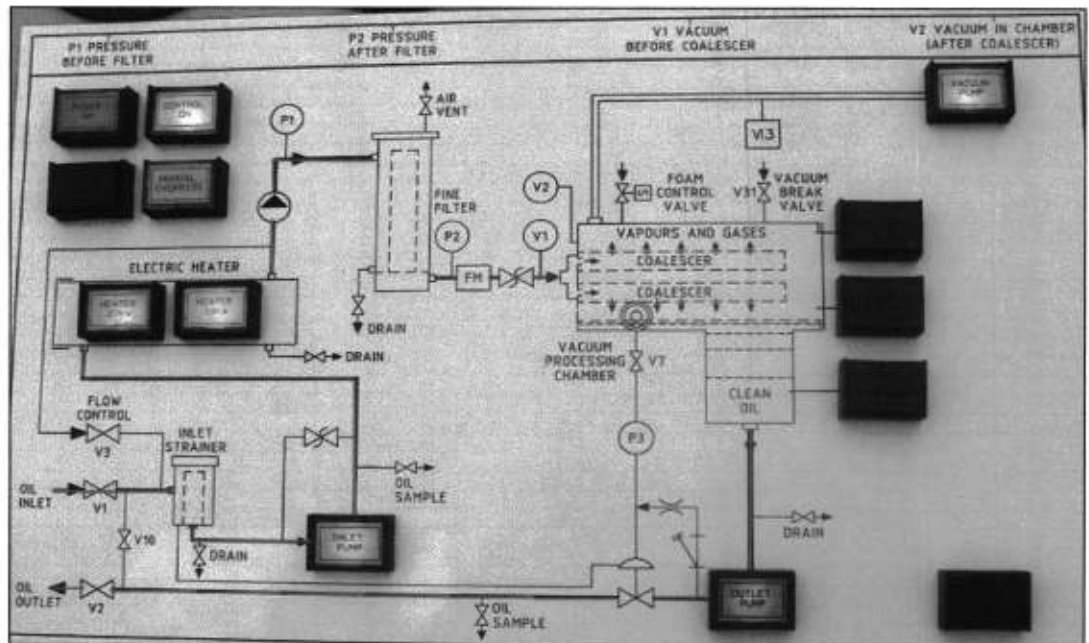 P1 PRESSURE
BEFORE FILTER
P2 PRESSURE
AFTER FILTER
V1 VACUUM
BEFORE COALESCER
V2 VACUUM IN CHAMBER
(AFTER COALESCER)
CONTROL
ON
MANUAL
OVERRIDE
P1
AIR
VENT
VACUUM
PUMP
V13
V2
FOAM
CONTROL
VALVE
V31
VACUUM
BREAK
VALVE
FINE
FILTER
P2
V1
FM
VAPOURS AND GASES
COALESCER
COALESCER
ELECTRIC HEATER
HEATER
HEATER
DRAIN
DRAIN
VACUUM
PROCESSING
CHAMBER
V7
CLEAN
OIL
FLOW
CONTROL
V3
INLET
STRAINER
P3
OIL
SAMPLE
OIL
INLET
V1
V10
DRAIN
INLET
PUMP
DRAIN
OIL
OUTLET
V2
OIL
SAMPLE
OUTLET
PUMP